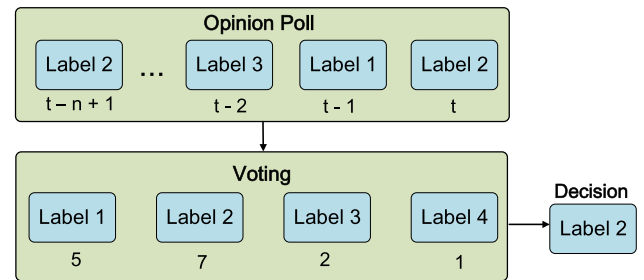 Opinion Poll
Label 2 ... Label 3 Label 1 Label 2
t – n + 1 t - 2 t - 1 t
Voting
Decision
Label 1 Label 2 Label 3 Label 4 Label 2
5 7 2 1